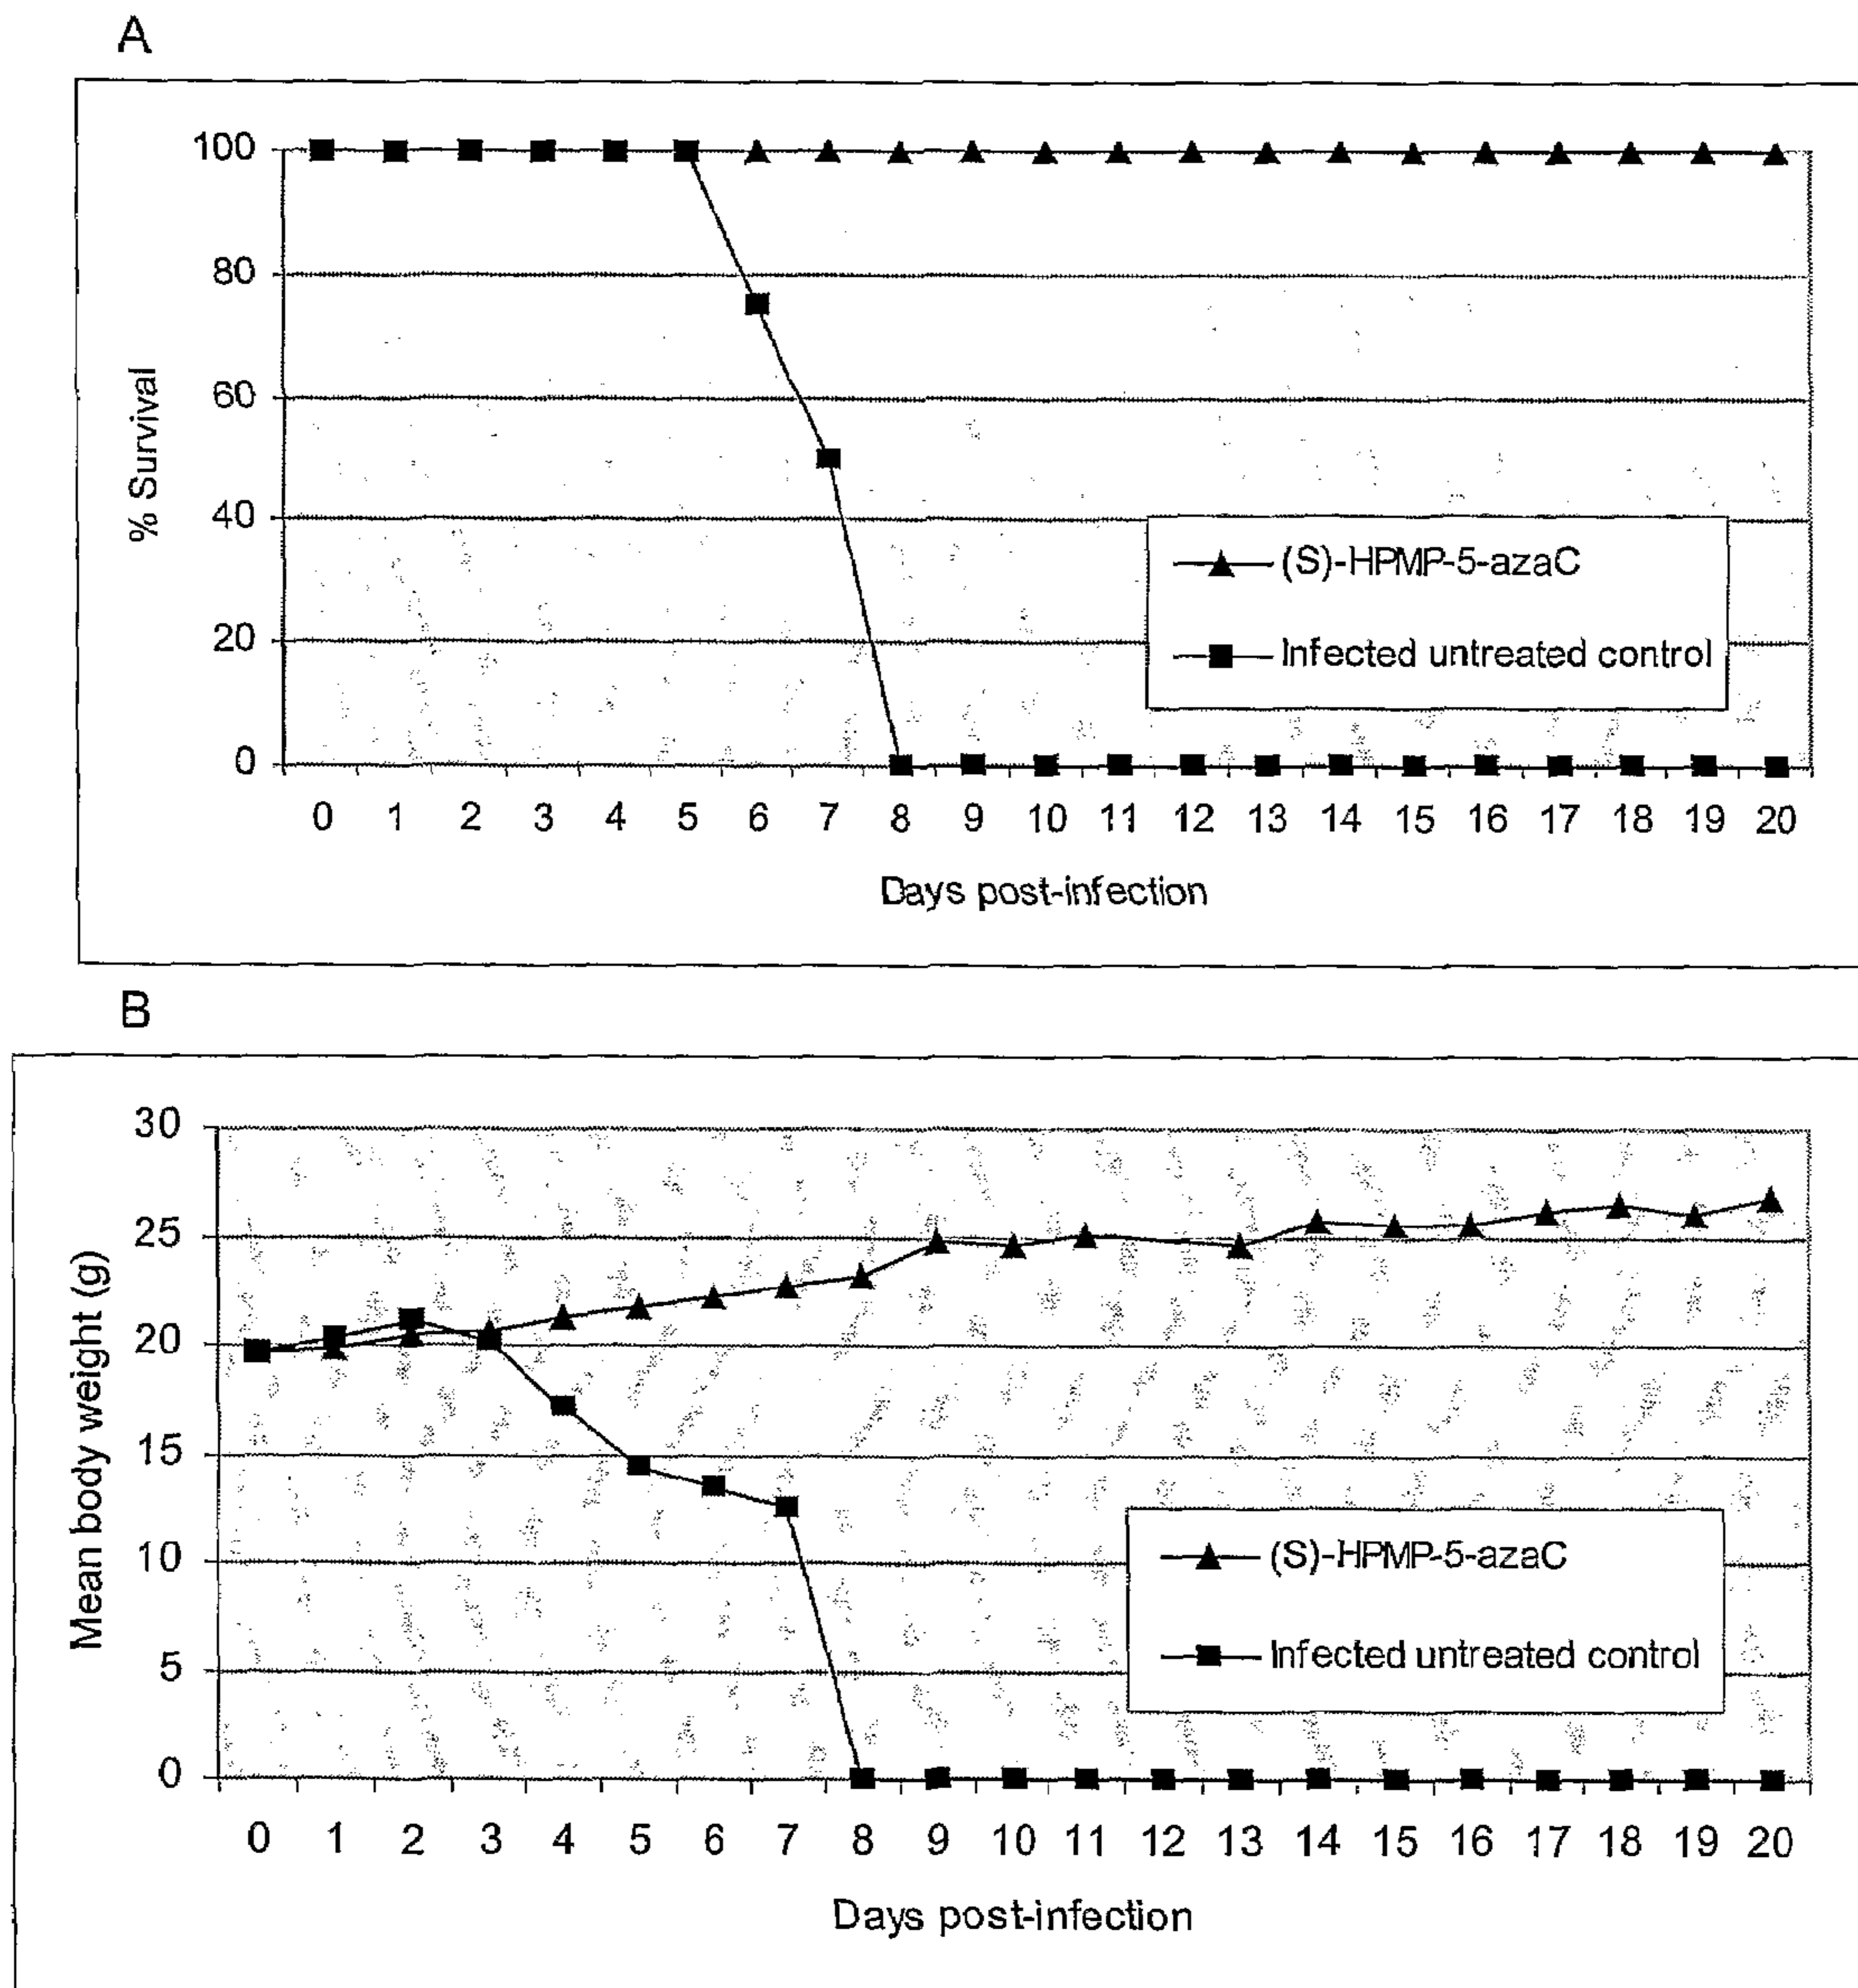 A
100
80
60
40
20
0
% Survival
(S)-HPMP-5-azaC
Infected untreated control
0 1 2 3 4 5 6 7 8 9 10 11 12 13 14 15 16 17 18 19 20
Days post-infection
B
30
25
20
15
10
5
0
Mean body weight (g)
(S)-HPMP-5-azaC
Infected untreated control
0 1 2 3 4 5 6 7 8 9 10 11 12 13 14 15 16 17 18 19 20
Days post-infection